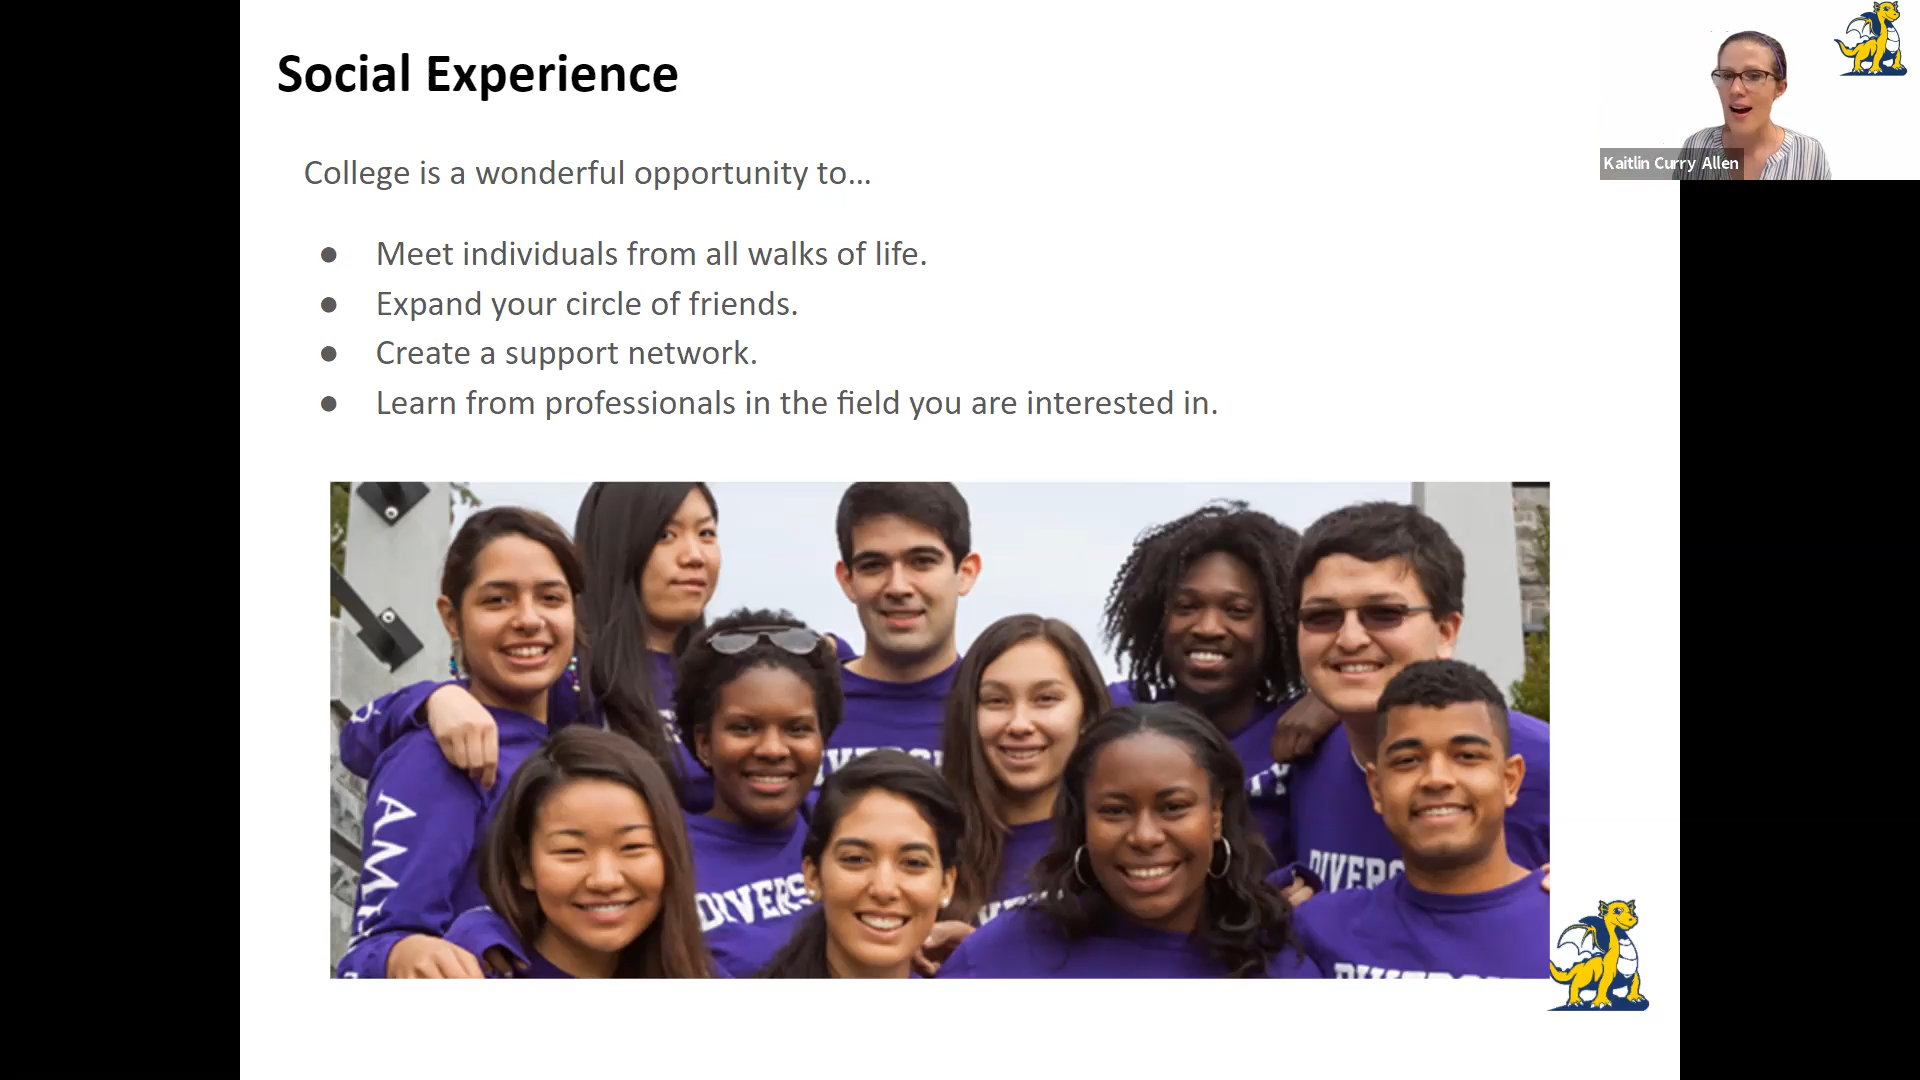 Social Experience
Kaitlin Curry Allen
College is a wonderful opportunity to...
● Meet individuals from all walks of life.
● Expand your circle of friends.
● Create a support network.
● Learn from professionals in the field you are interested in.